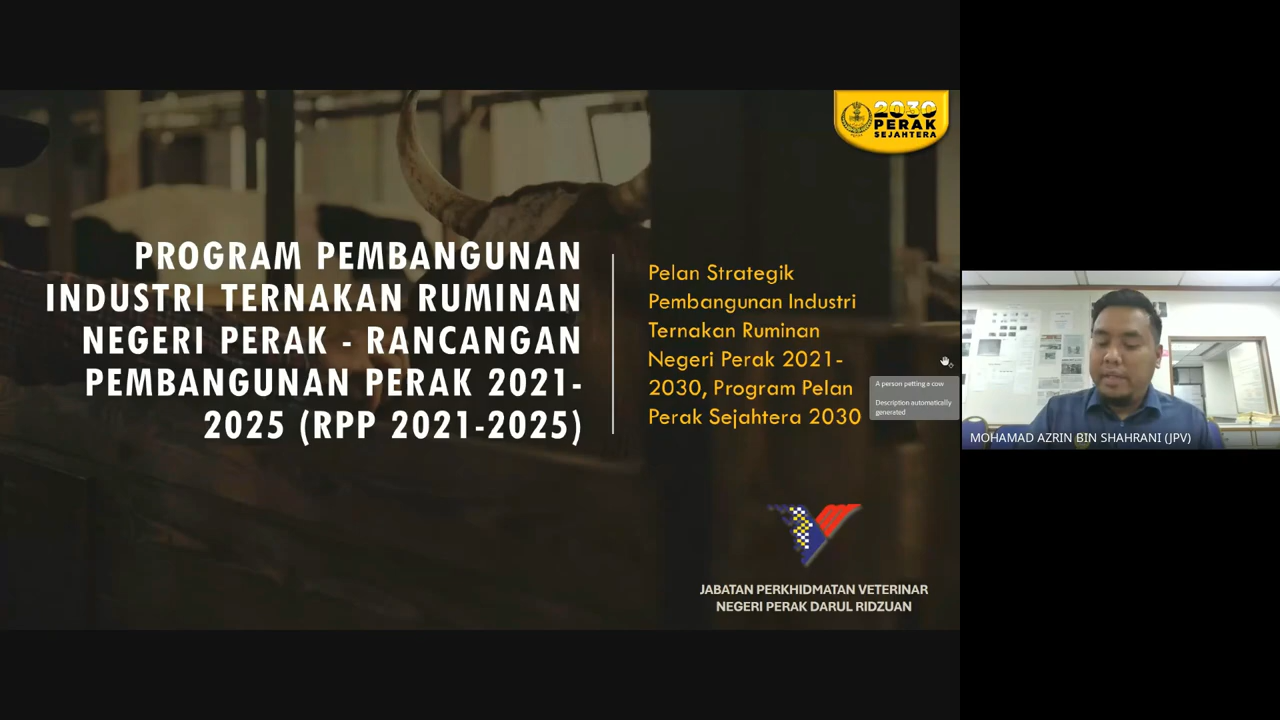 2030
PERAK
SEJAHTERA
PROGRAM PEMBANGUNAN
INDUSTRI TERNAKAN RUMINAN
NEGERI PERAK - RANCANGAN
PEMBANGUNAN PERAK 2021-
2025 (RPP 2021-2025)
Pelan Strategik
Pembangunan Industri
Ternakan Ruminan
Negeri Perak 2021-
2030, Program Pelan
Perak Sejahtera 2030
A person petting a cow
Description automatically
generated
JABATAN PERKHIDMATAN VETERINAR
NEGERI PERAK DARUL RIDZUAN
MOHAMAD AZRIN BIN SHAHRANI (JPV)